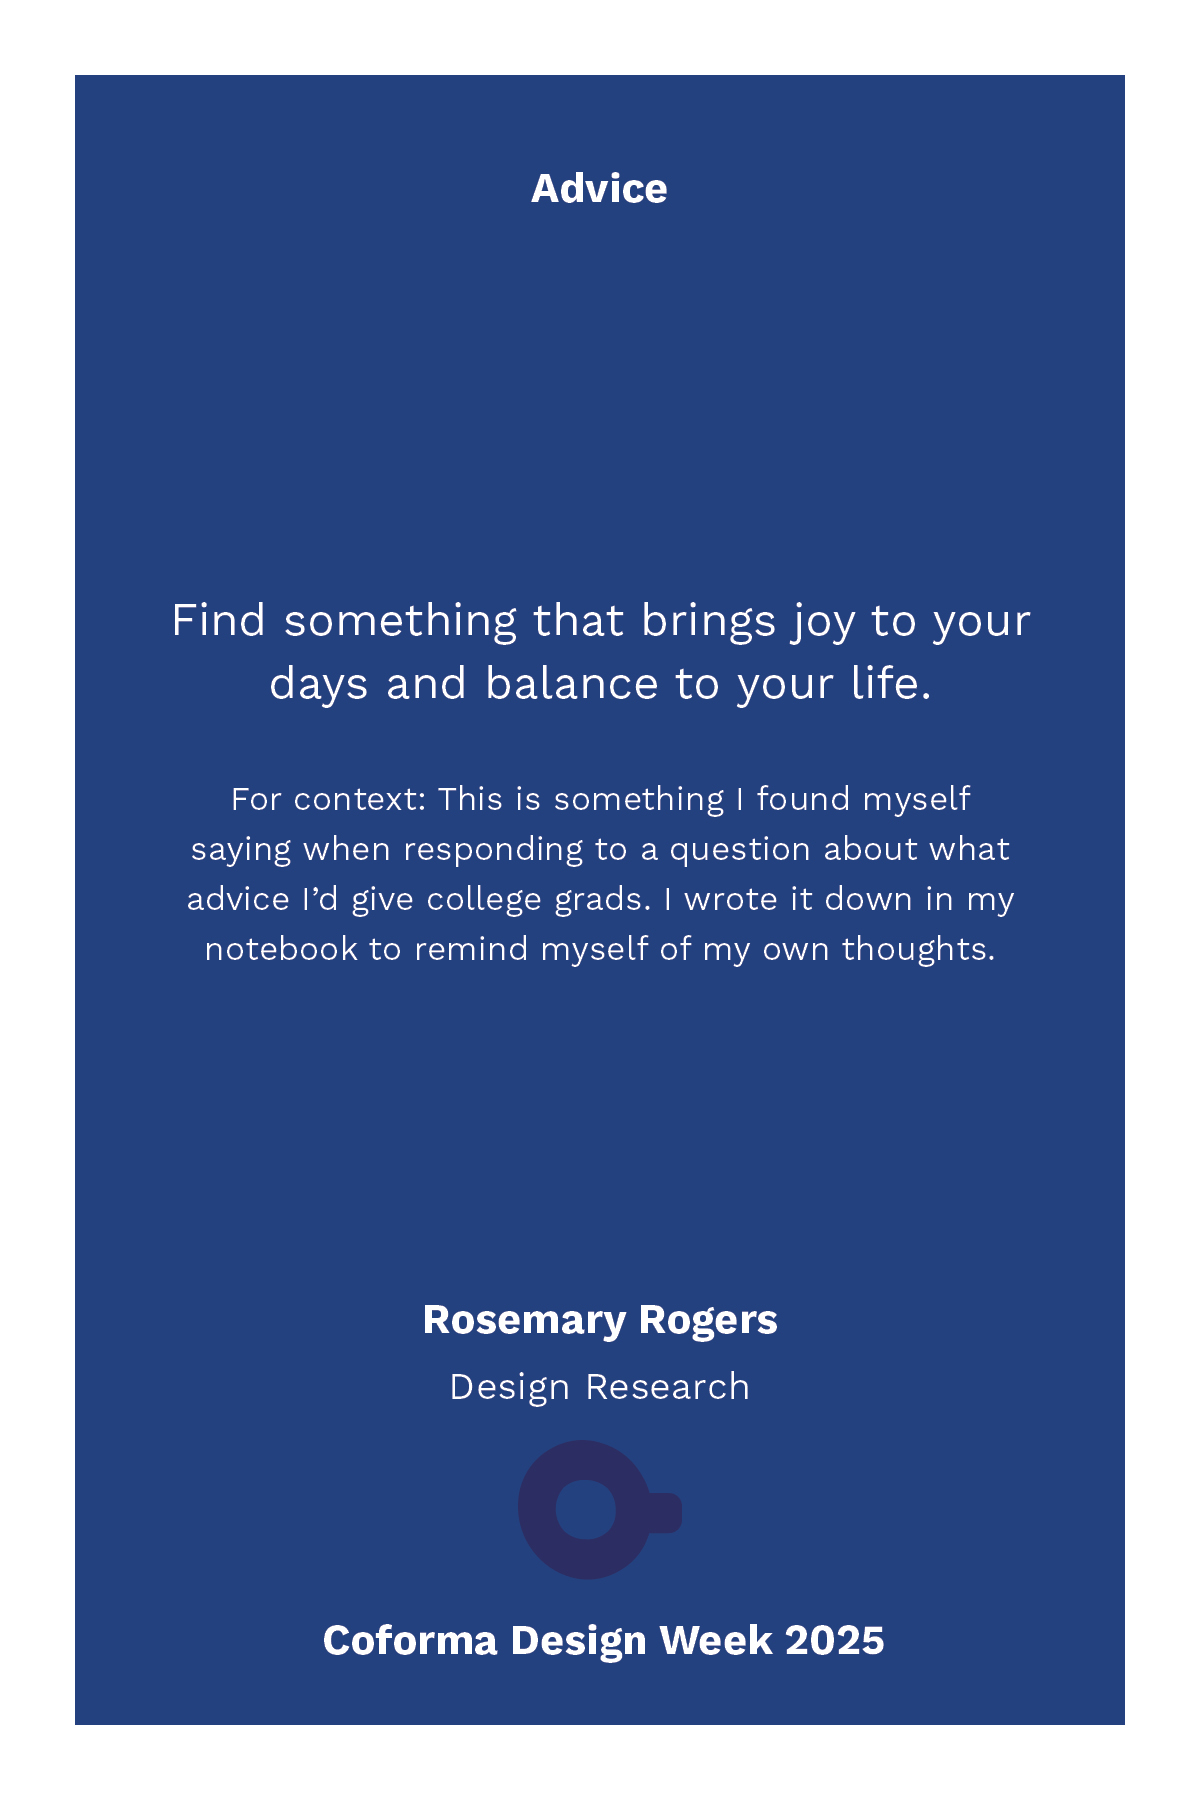 Advice
Find something that brings joy to your
days and balance to your life.
For context: This is something I found myself
saying when responding to a question about what
advice I’d give college grads. I wrote it down in my
notebook to remind myself of my own thoughts.
Rosemary Rogers
Design Research
Coforma Design Week 2025